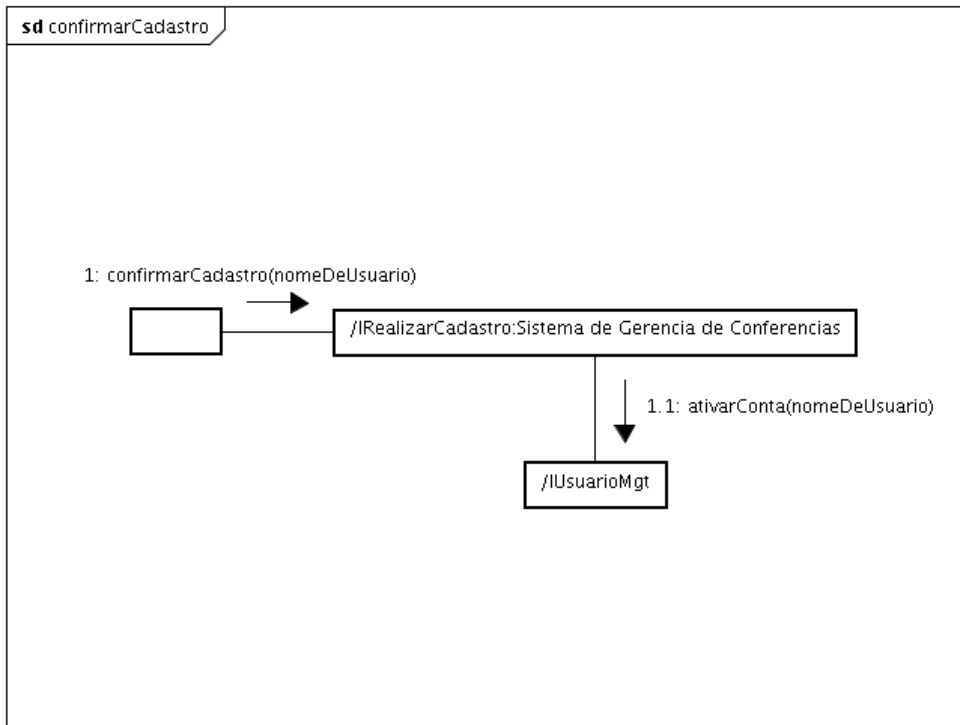 sd confirmarCadastro
1: confirmarCadastro(nomeDeUsuario)
/IRealizarCadastro:Sistema de Gerencia de Conferencias
1.1: ativarConta(nomeDeUsuario)
/IUsuarioMgt